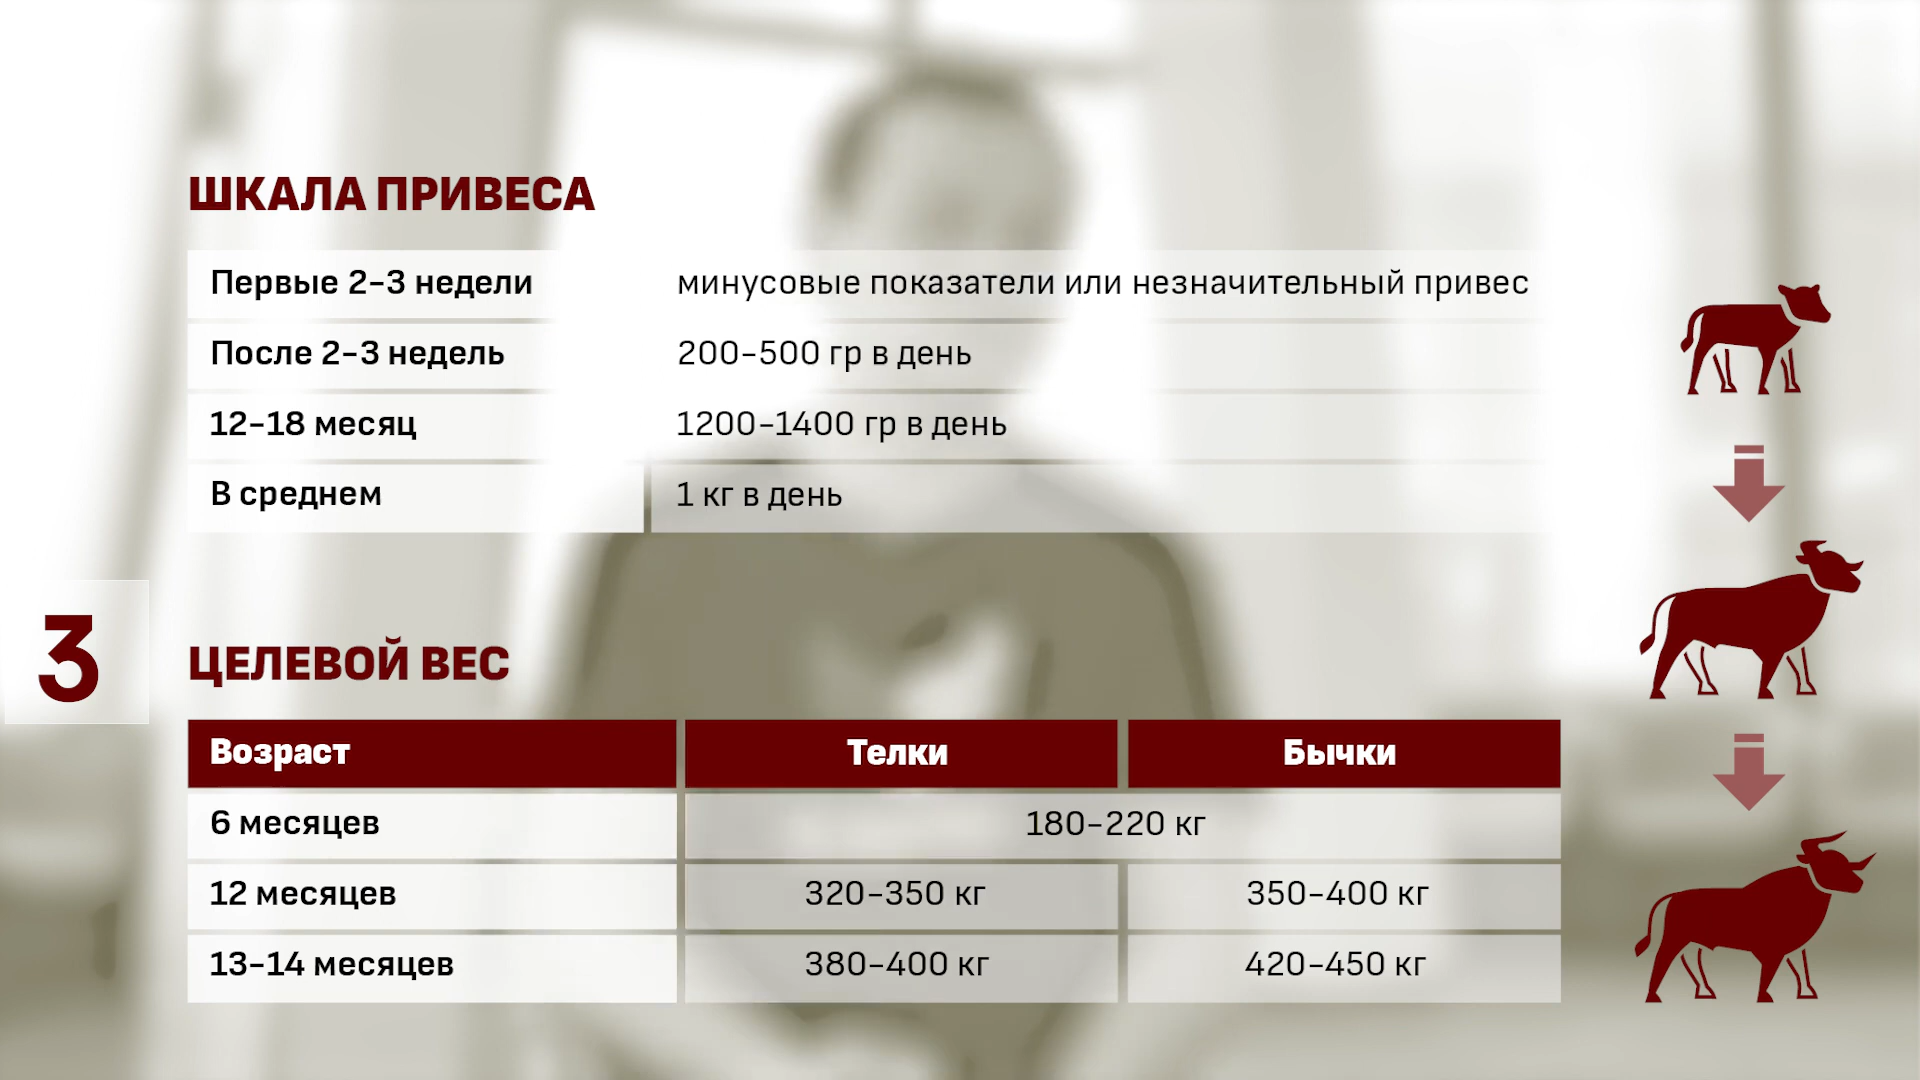 ШКАЛА ПРИВЕСА
Первые 2-3 недели минусовые показатели или незначительный привес
После 2-3 недель 200-500 гр в день
12-18 месяц 1200-1400 гр в день
В среднем 1 кг в день
3
ЦЕЛЕВОЙ ВЕС
Возраст Телки Бычки
6 месяцев 180-220 кг
12 месяцев 320-350 кг 350-400 кг
13-14 месяцев 380-400 кг 420-450 кг